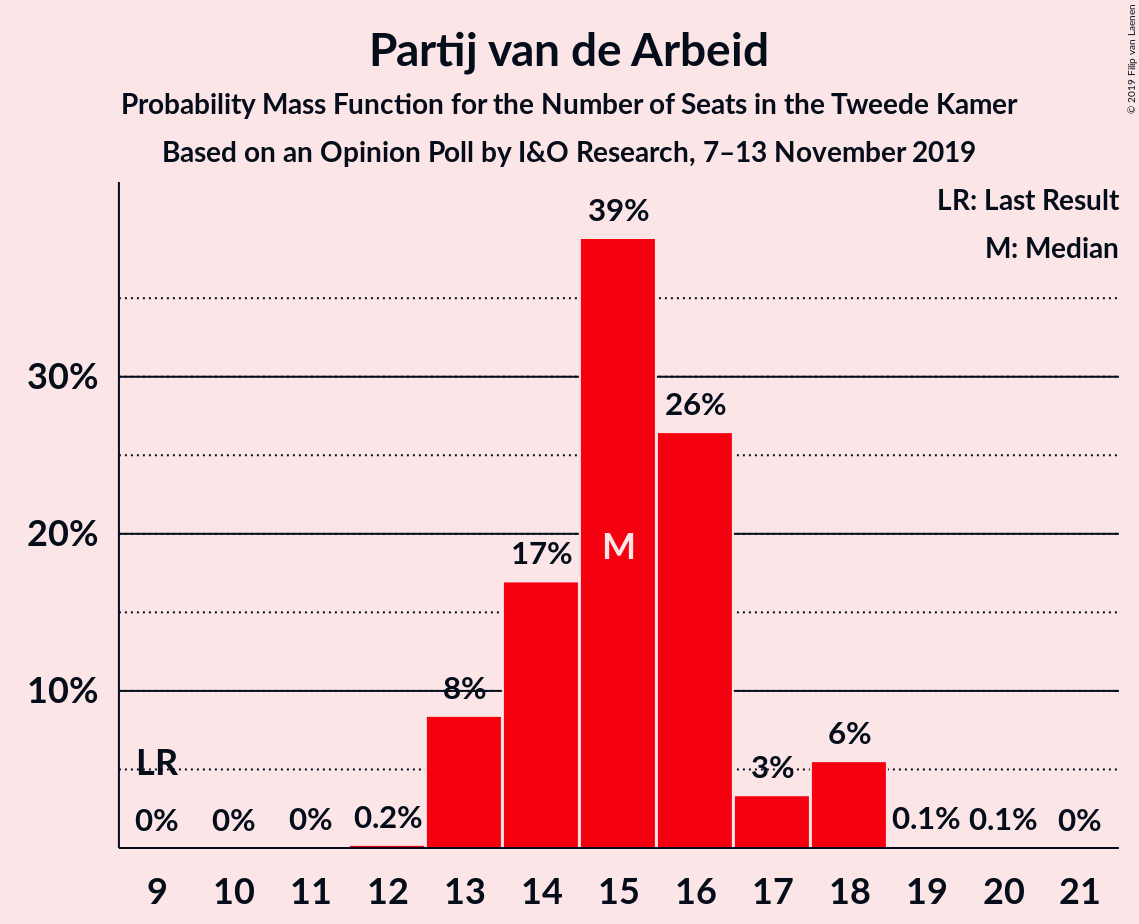 Partij van de Arbeid
Probability Mass Function for the Number of Seats in the Tweede Kamer
Based on an Opinion Poll by I&O Research, 7–13 November 2019
© 2019 Filip van Laenen
LR: Last Result
M: Median
39%
30%
26%
20%
17%
M
10%
8%
LR
6%
3%
0%
0%
0%
0.2%
0.1%
0.1%
0%
9 10 11 12 13 14 15 16 17 18 19 20 21